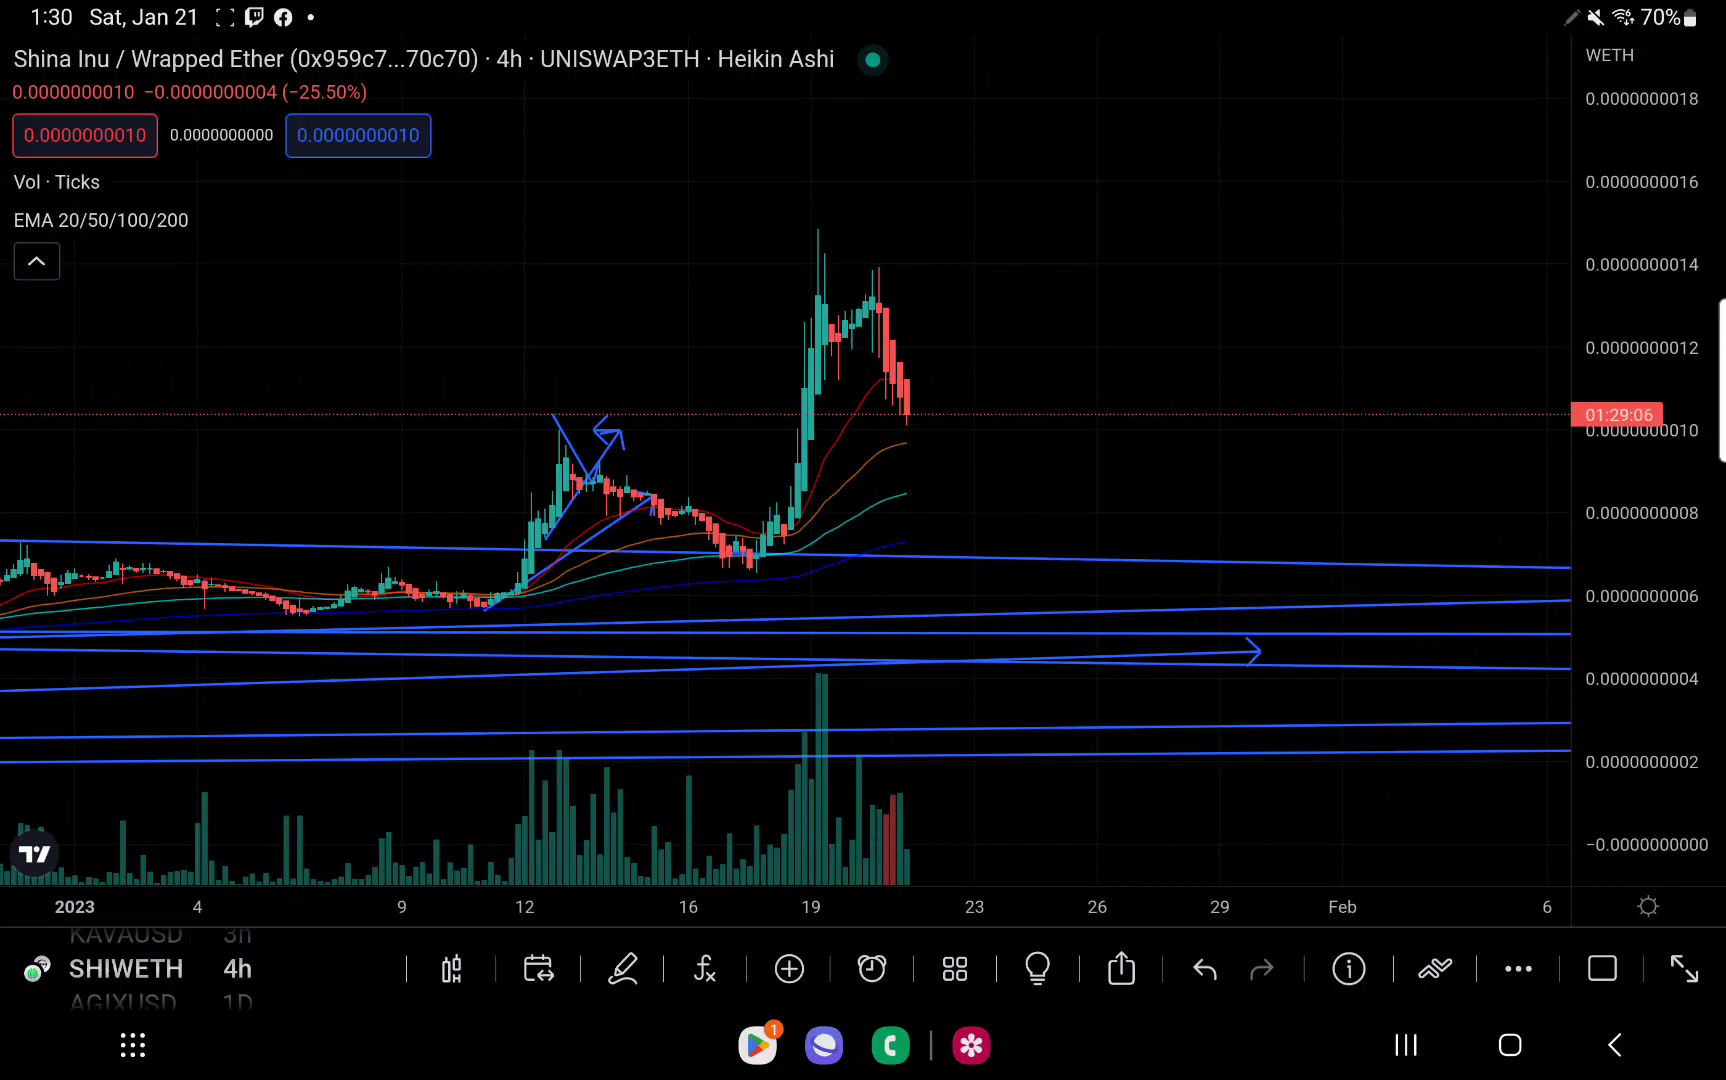 1:30 Sat, Jan 21 70%
Shina Inu / Wrapped Ether (0x959c7...70c70) · 4h · UNISWAP3ETH · Heikin Ashi
WETH
0.0000000010 −0.0000000004 (−25.50%)
0.0000000010 0.0000000000 0.0000000010
Vol · Ticks
EMA 20/50/100/200
0.0000000018
0.0000000016
0.0000000014
0.0000000012
01:29:06
0.0000000010
0.0000000008
0.0000000006
0.0000000004
0.0000000002
−0.0000000000
2023 4 9 12 16 19 23 26 29 Feb 6
KAVAUSD 3h
SHIWETH 4h
AGIXUSD 1D
1